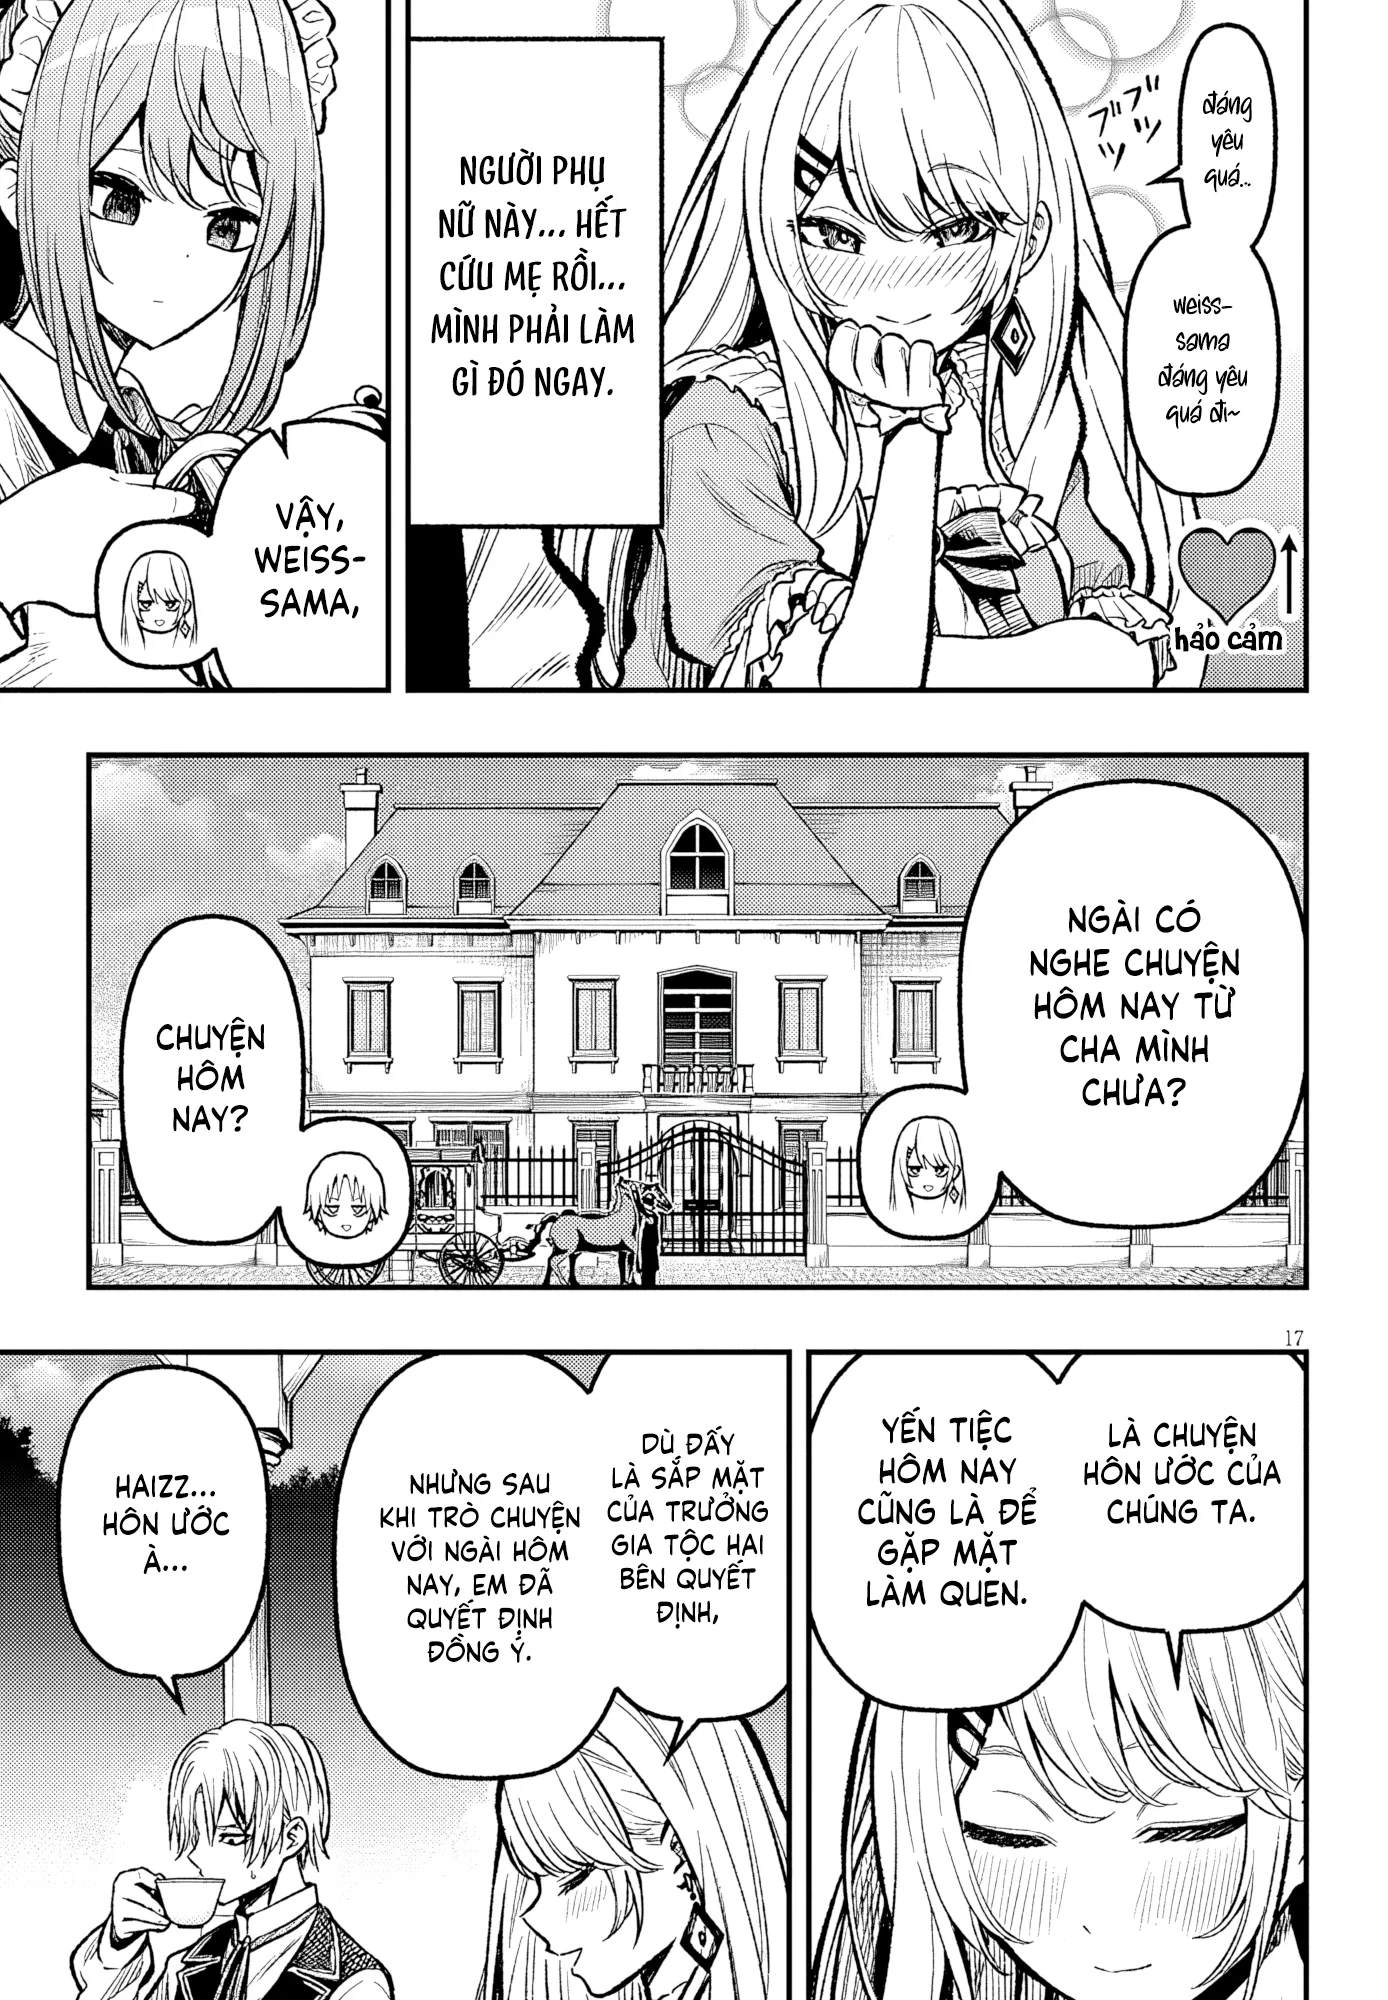 đáng
yêu
quá...
weiss-
sama
đáng yêu
quá đi~
ブブブッ
hảo cảm
NGƯỜI PHỤ
NỮ NÀY... HẾT
CỨU MẸ RỒI...
MÌNH PHẢI LÀM
GÌ ĐÓ NGAY.
VẬY,
WEISS-
SAMA,
NGÀI CÓ
NGHE CHUYỆN
HÔM NAY TỪ
CHA MÌNH
CHƯA?
CHUYỆN
HÔM
NAY?
17
LÀ CHUYỆN
HÔN ƯỚC CỦA
CHÚNG TA.
YẾN TIỆC
HÔM NAY
CŨNG LÀ ĐỂ
GẶP MẶT
LÀM QUEN.
DÙ ĐẤY
LÀ SẮP MẶT
CỦA TRƯỞNG
GIA TỘC HAI
BÊN QUYẾT
ĐỊNH,
NHƯNG SAU
KHI TRÒ CHUYỆN
VỚI NGÀI HÔM
NAY, EM ĐÃ
QUYẾT ĐỊNH
ĐỒNG Ý.
HAIZZ...
HÔN ƯỚC
À...